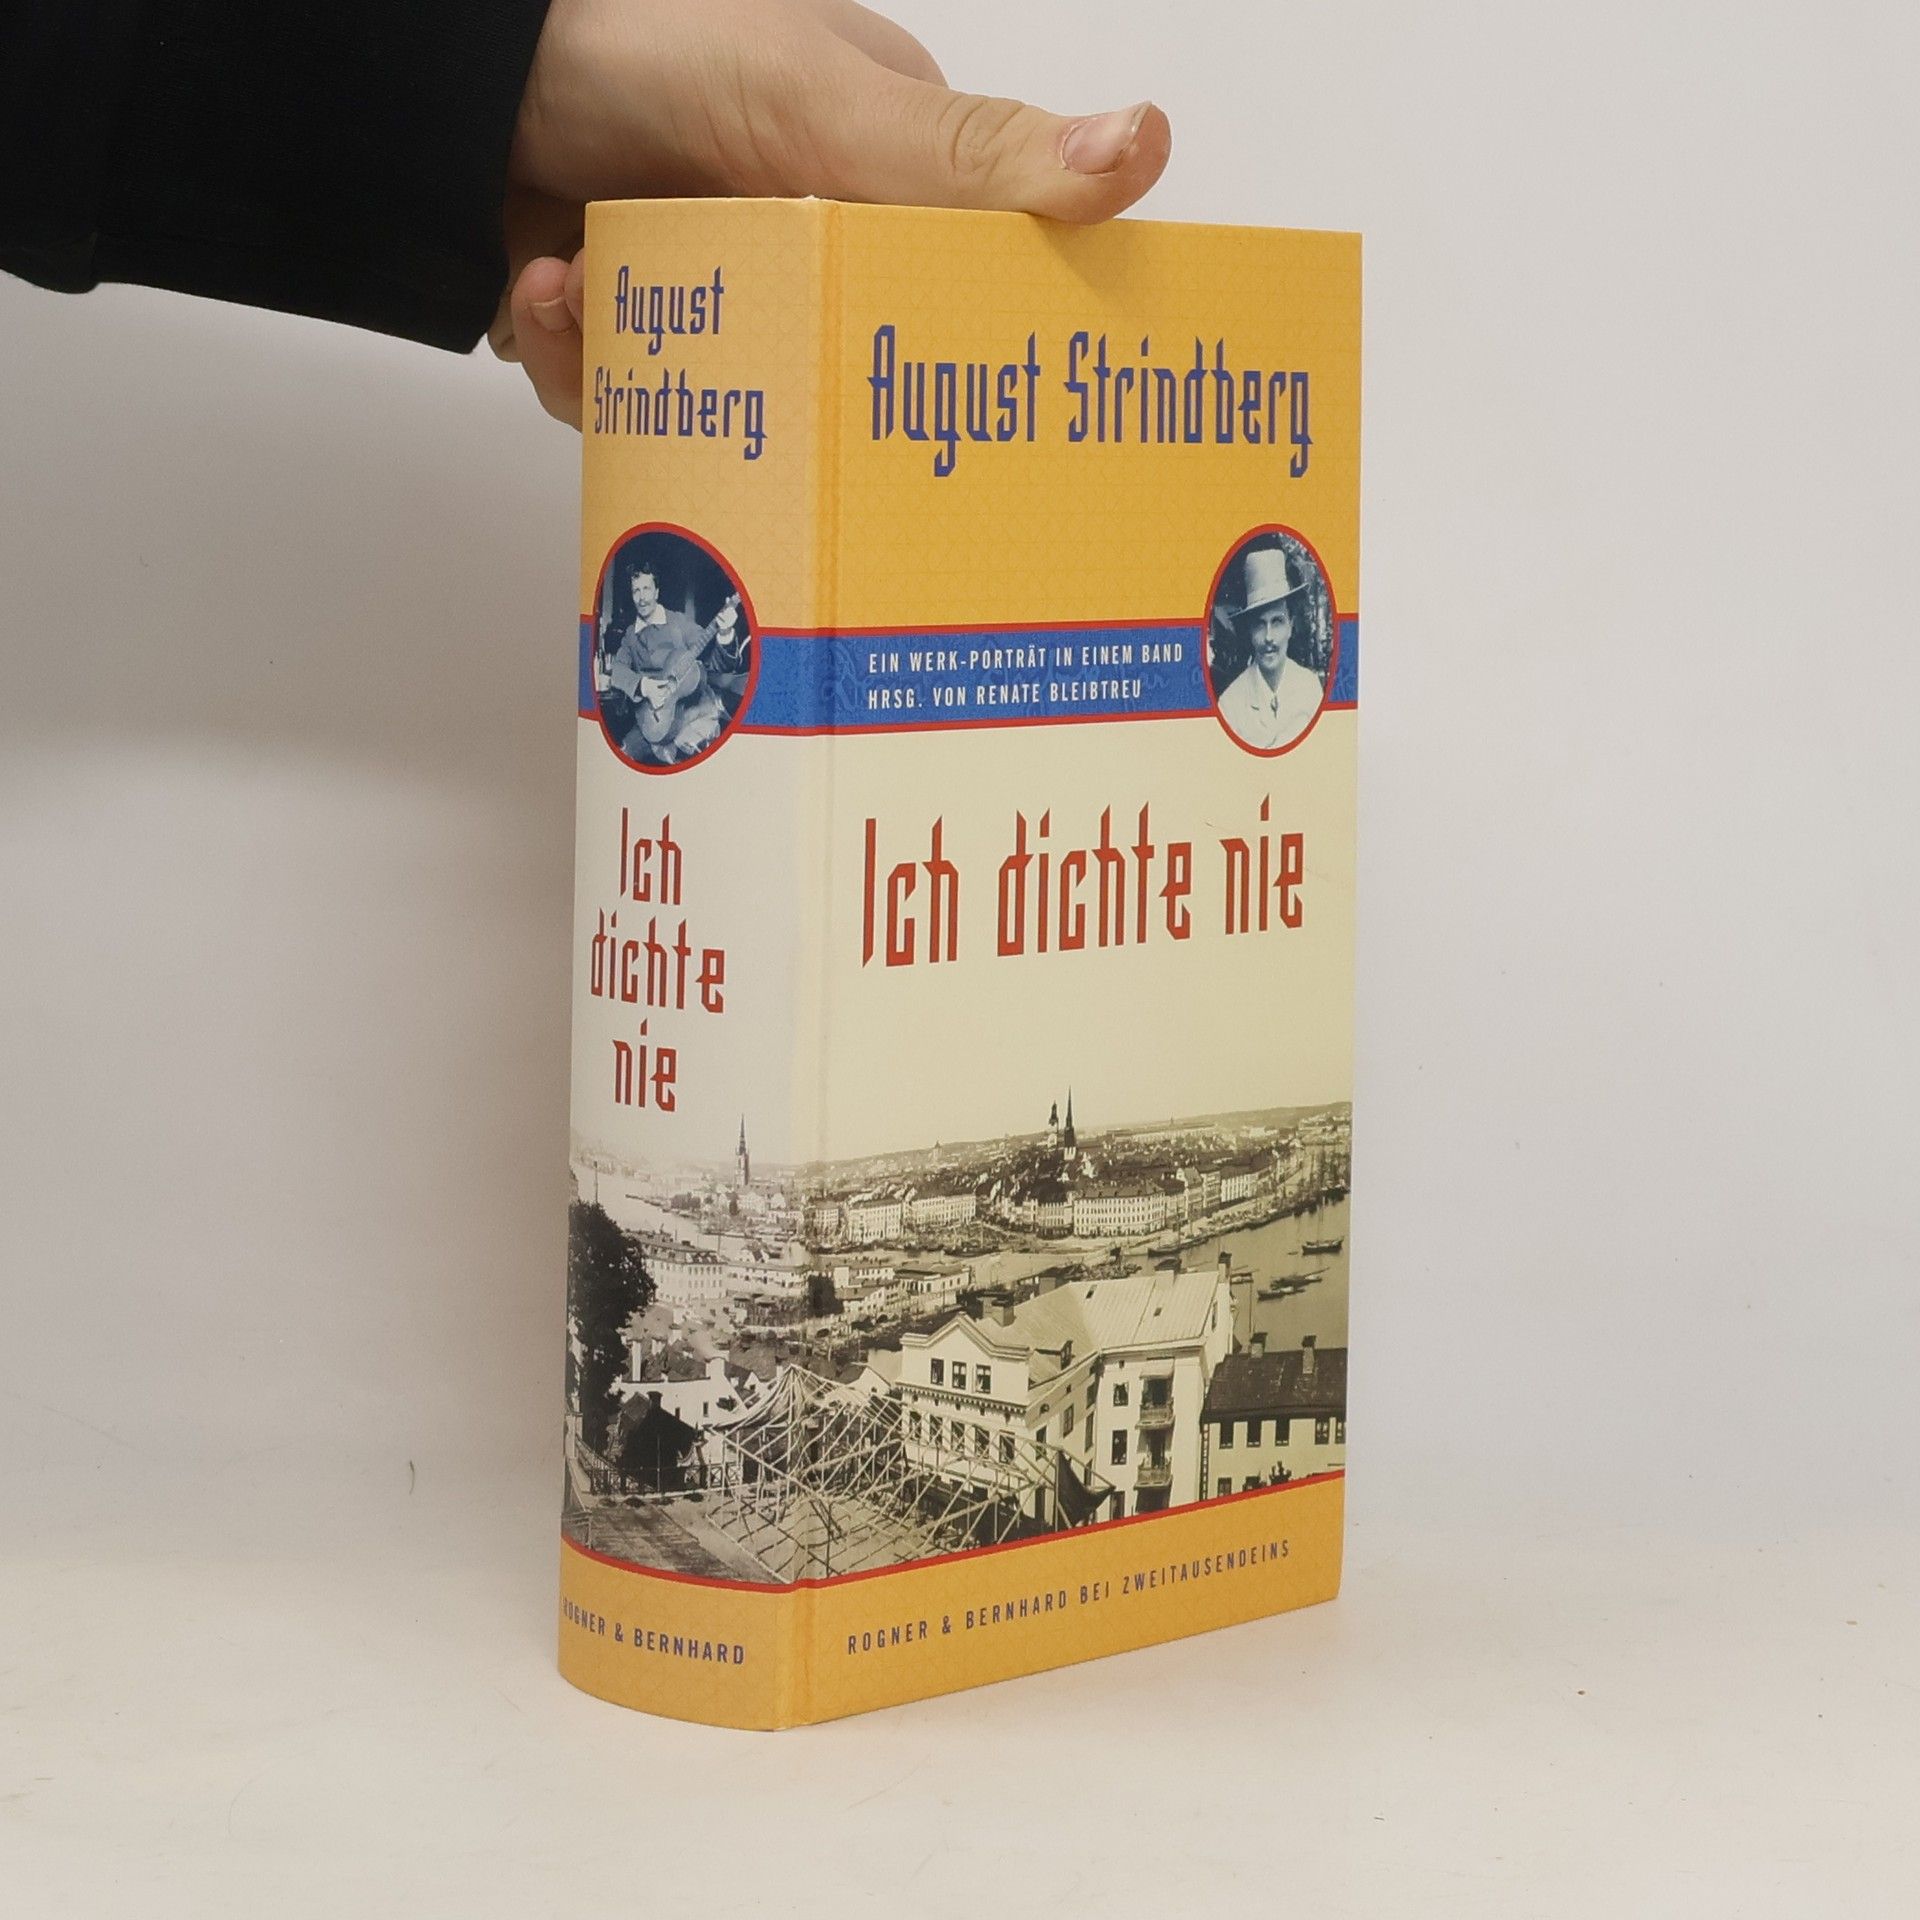 August
Strindberg
Ich
dichte
nie
ROGNER & BERNHARD
August Strindberg
EIN WERK-PORTRÄT IN EINEM BAND
HRSG. VON RENATE BLEIBTREU
Ich dichte nie
ROGNER & BERNHARD BEI ZWEITAUSENDEINS